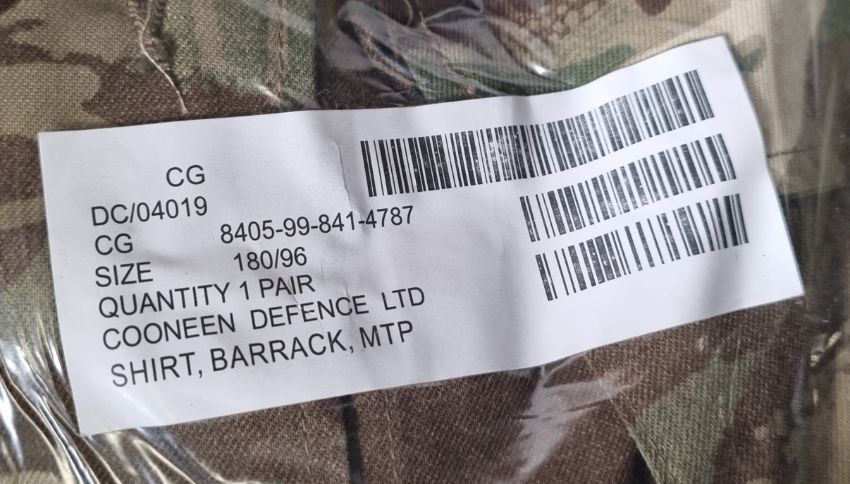 CG
DC/04019
CG 8405-99-841-4787
SIZE 180/96
QUANTITY 1 PAIR
COONEEN DEFENCE LTD
SHIRT, BARRACK, MTP